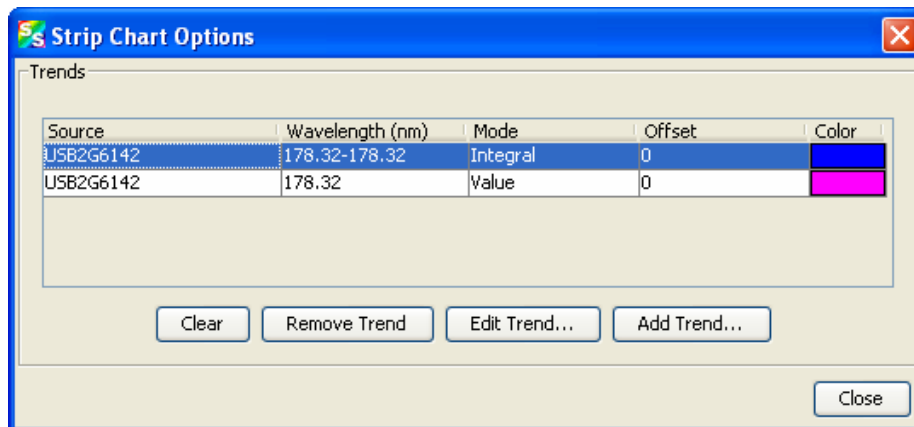 SS Strip Chart Options
Trends
Source Wavelength (nm) Mode Offset Color
USB2G6142 178.32-178.32 Integral 0
USB2G6142 178.32 Value 0
Clear Remove Trend Edit Trend... Add Trend...
Close